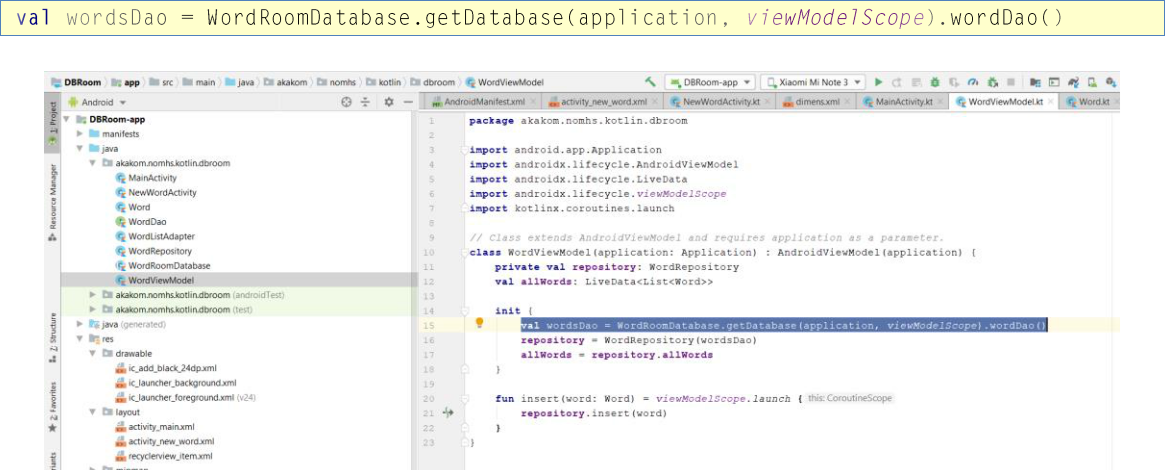 val wordsDao = WordRoomDatabase.getDatabase(application, viewModelScope).wordDao()
DBRoom app src main java akakom nomhs kotlin dbroom WordViewModel
DBRoom-app Xiaomi Mi Note 3
1: Project
Resource Manager
Z: Structure
2: Favorites
Android
DBRoom-app
manifests
java
akakom.nomhs.kotlin.dbroom
MainActivity
NewWordActivity
Word
WordDao
WordListAdapter
WordRepository
WordRoomDatabase
WordViewModel
akakom.nomhs.kotlin.dbroom (androidTest)
akakom.nomhs.kotlin.dbroom (test)
java (generated)
res
drawable
ic_add_black_24dp.xml
ic_launcher_background.xml
ic_launcher_foreground.xml (v24)
layout
activity_main.xml
activity_new_word.xml
recyclerview_item.xml
AndroidManifest.xml activity_new_word.xml NewWordActivity.kt dimens.xml MainActivity.kt WordViewModel.kt Word.kt
1 package akakom.nomhs.kotlin.dbroom
2
3 import android.app.Application
4 import androidx.lifecycle.AndroidViewModel
5 import androidx.lifecycle.LiveData
6 import androidx.lifecycle.viewModelScope
7 import kotlinx.coroutines.launch
8
9 // Class extends AndroidViewModel and requires application as a parameter.
10 class WordViewModel(application: Application) : AndroidViewModel(application) {
11 private val repository: WordRepository
12 val allWords: LiveData<List<Word>>
13
14 init {
15 val wordsDao = WordRoomDatabase.getDatabase(application, viewModelScope).wordDao()
16 repository = WordRepository(wordsDao)
17 allWords = repository.allWords
18 }
19
20 fun insert(word: Word) = viewModelScope.launch { this: CoroutineScope
21 repository.insert(word)
22 }
23 }